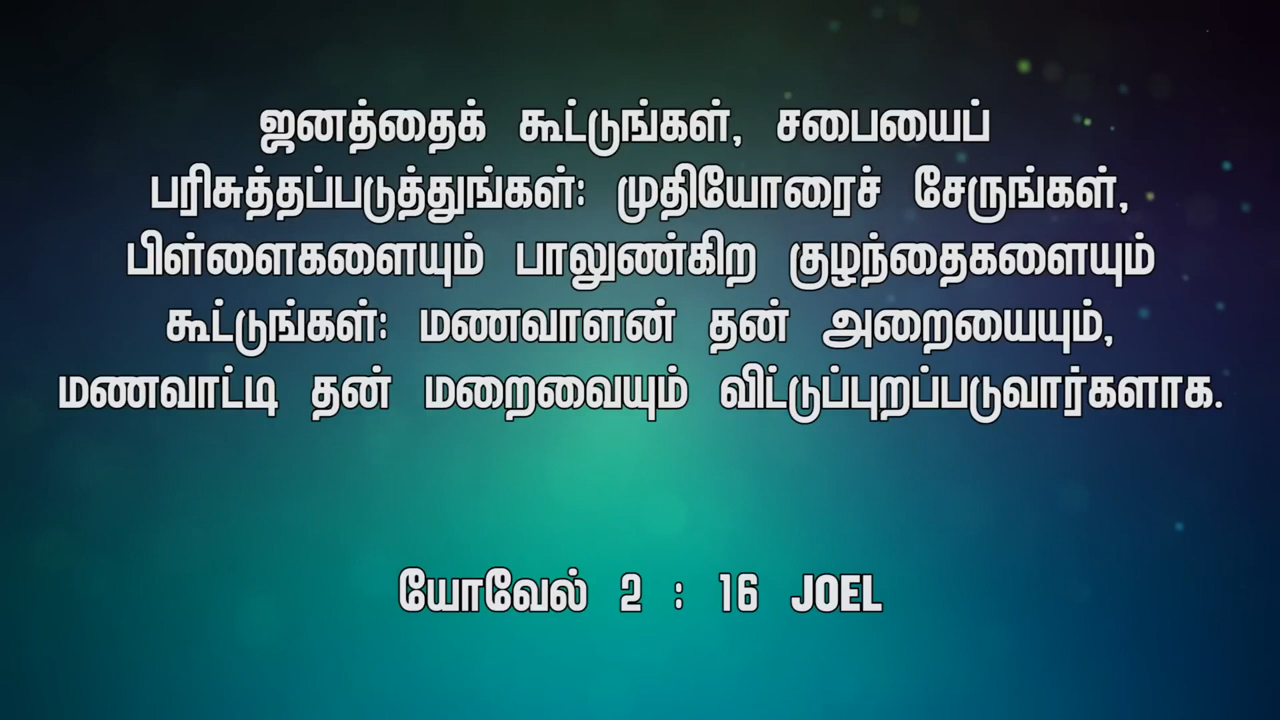 ஜனத்தைக் கூட்டுங்கள், சபையைப்
பரிசுத்தப்படுத்துங்கள்: முதியோரைச் சேருங்கள்,
பிள்ளைகளையும் பாலுண்கிற குழந்தைகளையும்
கூட்டுங்கள்: மணவாளன் தன் அறையையும்,
மணவாட்டி தன் மறைவையும் விட்டுப்புறப்படுவார்களாக.
யோவேல் 2 : 16 JOEL